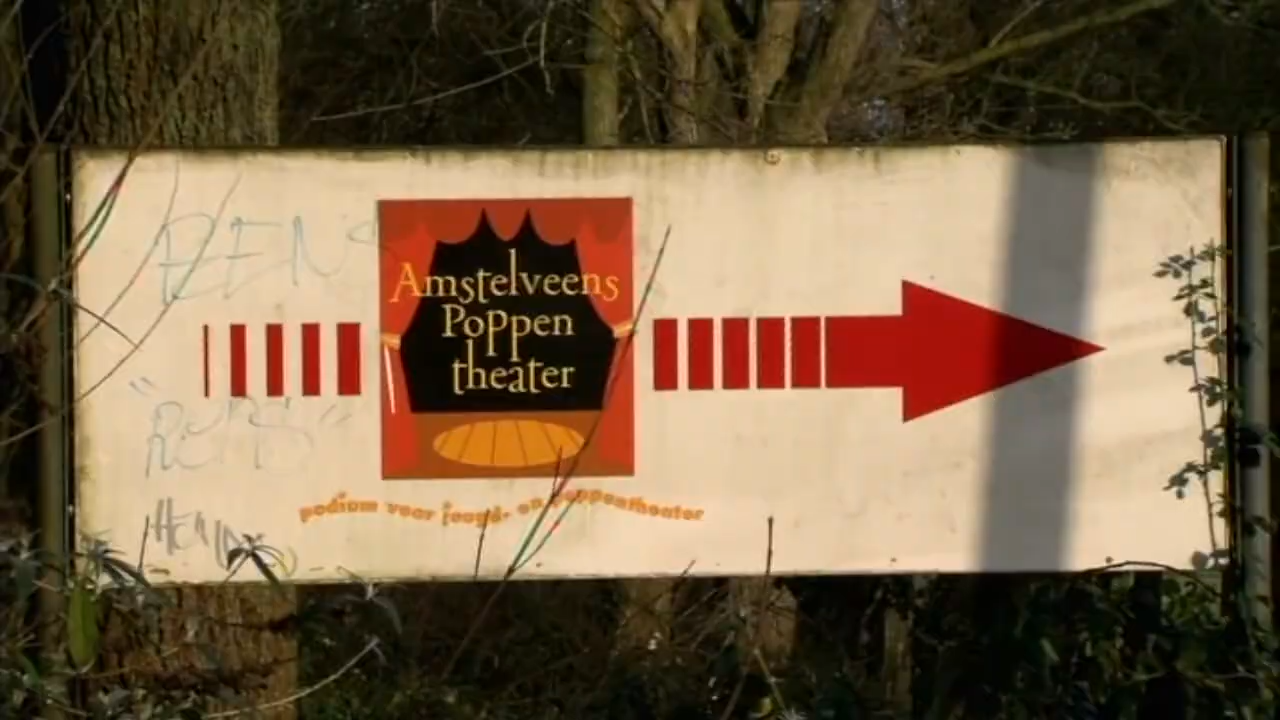 Amstelveens
Poppen
theater
podium voor jeugd- en poppentheater